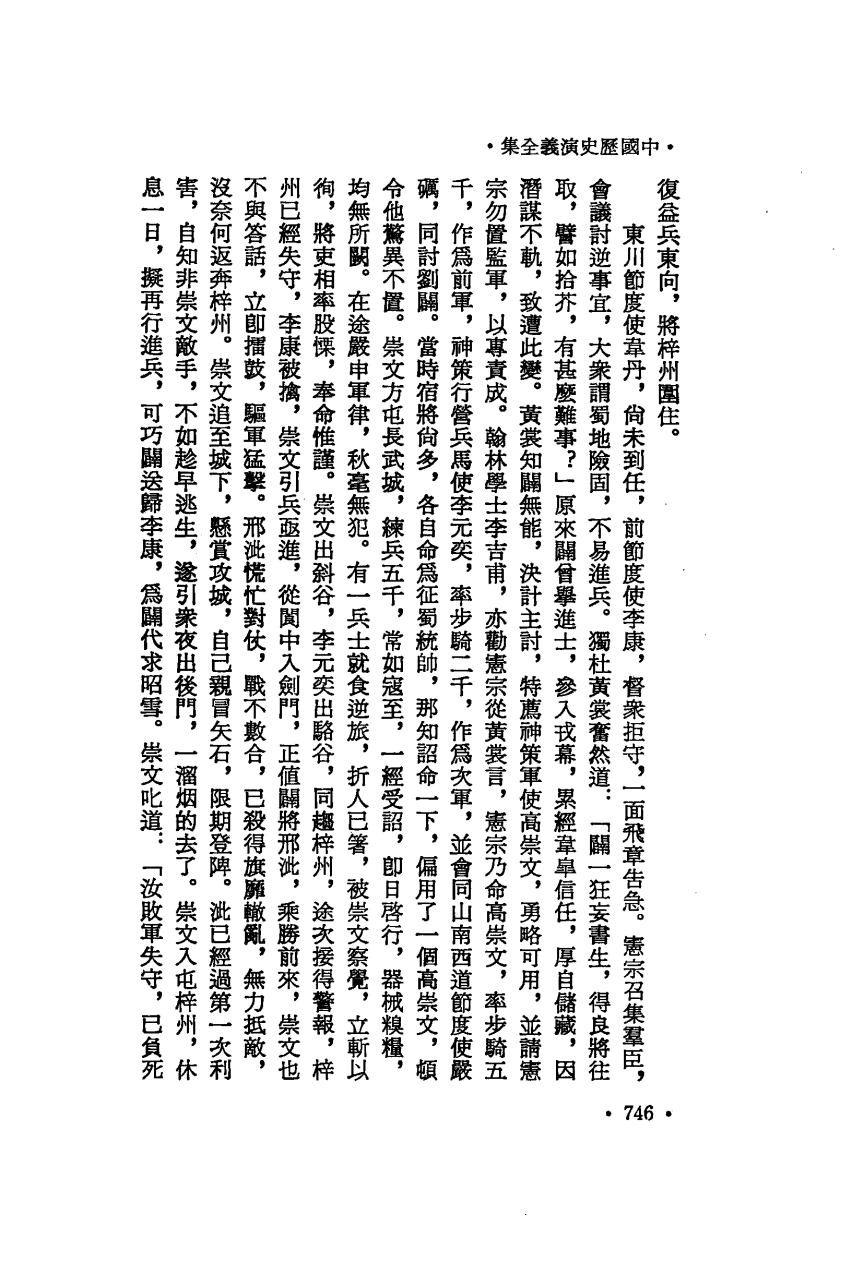 ·中國歷史演義全集·
復益兵東向，將梓州圍住。
東川節度使韋丹，尙未到任，前節度使李康，督衆拒守，一面飛章告急。憲宗召集羣臣，
會議討逆事宜，大衆謂蜀地險固，不易進兵。獨杜黃裳奮然道：「闢一狂妄書生，得良將往
取，譬如拾芥，有甚麼難事？」原來闢曾擧進士，參入戎幕，累經韋臯信任，厚自儲藏，因
潛謀不軌，致遭此變。黃裳知闢無能，決計主討，特薦神策軍使高崇文，勇略可用，並請憲
宗勿置監軍，以專責成。翰林學士李吉甫，亦勸憲宗從黃裳言，憲宗乃命高崇文，率步騎五
千，作爲前軍，神策行營兵馬使李元奕，率步騎二千，作爲次軍，並會同山南西道節度使嚴
礪，同討劉闢。當時宿將尙多，各自命爲征蜀統帥，那知詔命一下，偏用了一個高崇文，頓
令他驚異不置。崇文方屯長武城，練兵五千，常如寇至，一經受詔，卽日啓行，器械糗糧，
均無所闕。在途嚴申軍律，秋毫無犯。有一兵士就食逆旅，折人匕箸，被崇文察覺，立斬以
徇，將吏相率股慄，奉命惟謹。崇文出斜谷，李元奕出駱谷，同趨梓州，途次接得警報，梓
州已經失守，李康被擒，崇文引兵亟進，從閬中入劍門，正值闢將邢泚，乘勝前來，崇文也
不與答話，立卽擂鼓，驅軍猛擊。邢泚慌忙對仗，戰不數合，已殺得旗靡轍亂，無力抵敵，
沒奈何返奔梓州。崇文追至城下，懸賞攻城，自己親冒矢石，限期登陴。泚已經過第一次利
害，自知非崇文敵手，不如趁早逃生，遂引衆夜出後門，一溜烟的去了。崇文入屯梓州，休
息一日，擬再行進兵，可巧闢送歸李康，爲闢代求昭雪。崇文叱道：「汝敗軍失守，已負死
·746·